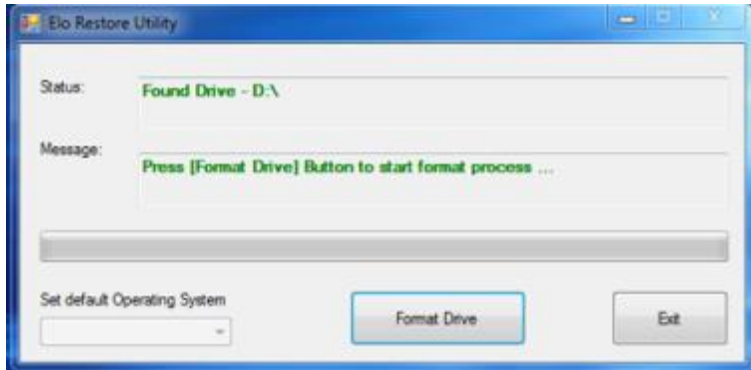 Elo Restore Utility
Status:
Found Drive - D:\
Message:
Press [Format Drive] Button to start format process ...
Set default Operating System
Format Drive
Exit